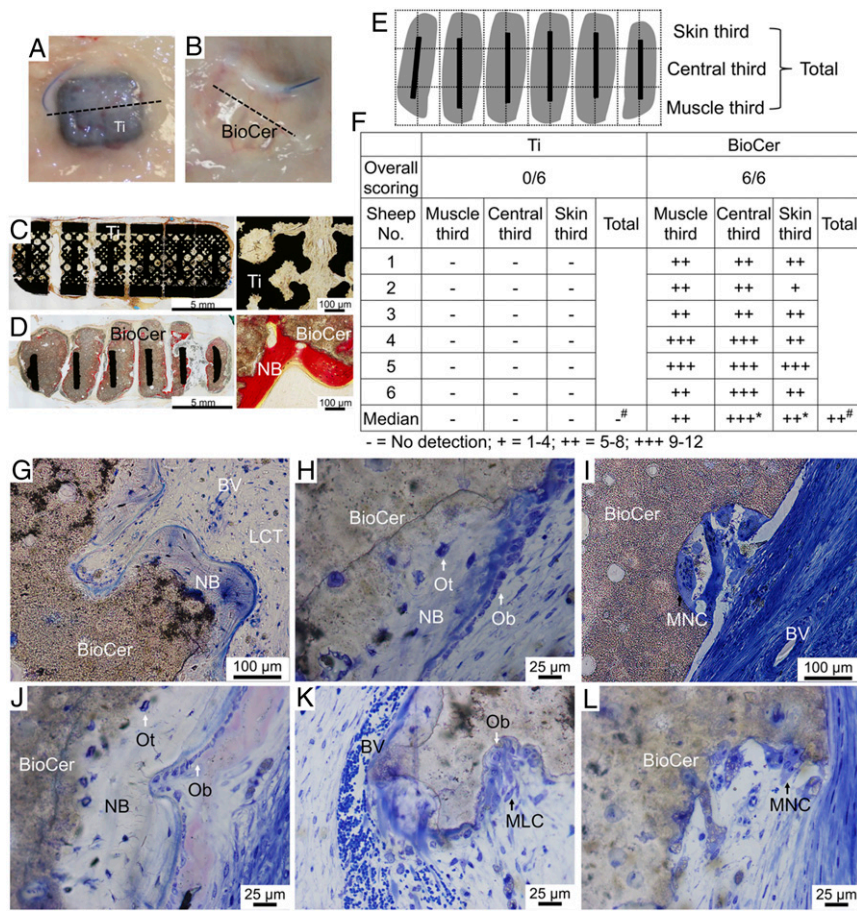 A
Ti
B
BioCer
E
Skin third
Central third
Muscle third
Total
C
Ti
5 mm
Ti
100 µm
D
BioCer
5 mm
BioCer
NB
100 µm
F
Ti BioCer
Overall scoring 0/6 6/6
Sheep No. Muscle third Central third Skin third Total Muscle third Central third Skin third Total
1 - - - ++ ++ ++
2 - - - ++ ++ +
3 - - - ++ ++ ++
4 - - - +++ +++ ++
5 - - - +++ +++ +++
6 - - - ++ +++ ++
Median - - - -# ++ +++* ++* ++#
- = No detection; + = 1-4; ++ = 5-8; +++ 9-12
G
BV
LCT
NB
BioCer
100 µm
H
BioCer
Ot
NB
Ob
25 µm
I
BioCer
MNC
BV
100 µm
J
Ot
BioCer
Ob
NB
25 µm
K
Ob
BV
MLC
25 µm
L
BioCer
MNC
25 µm